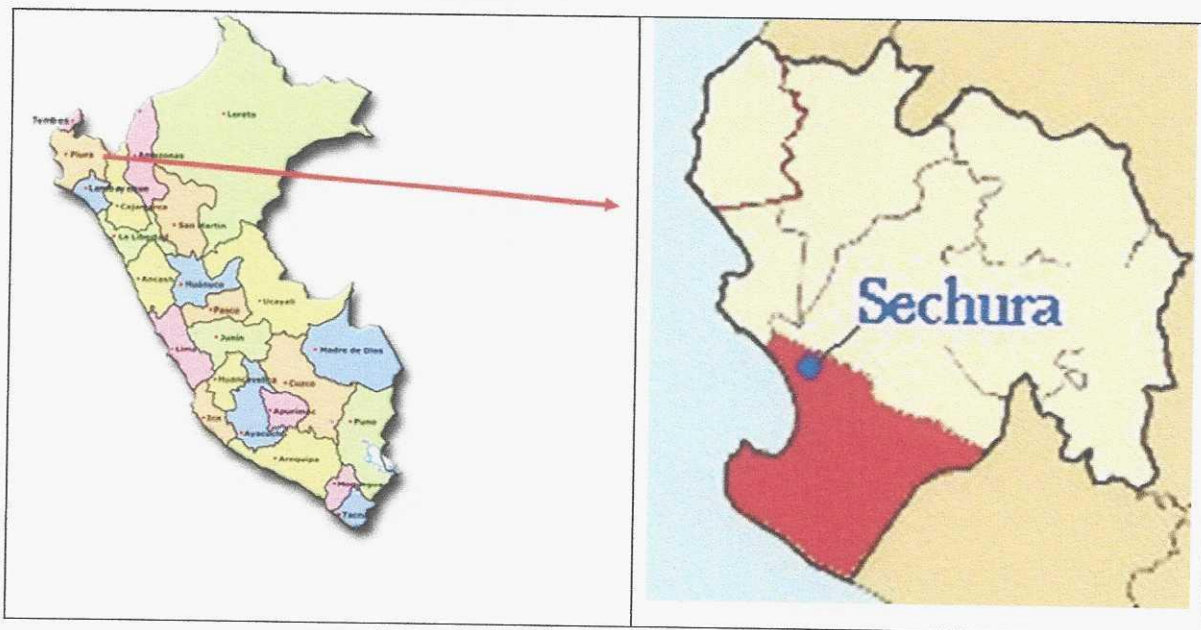 Loreto
Tumbes
Piura
Amazonas
Lambayeque
Cajamarca
San Martín
La Libertad
Ancash
Huánuco
Ucayali
Pasco
Junín
Lima
Madre de Dios
Huancavelica
Cuzco
Ica
Apurímac
Ayacucho
Puno
Arequipa
Moquegua
Tacna
Sechura